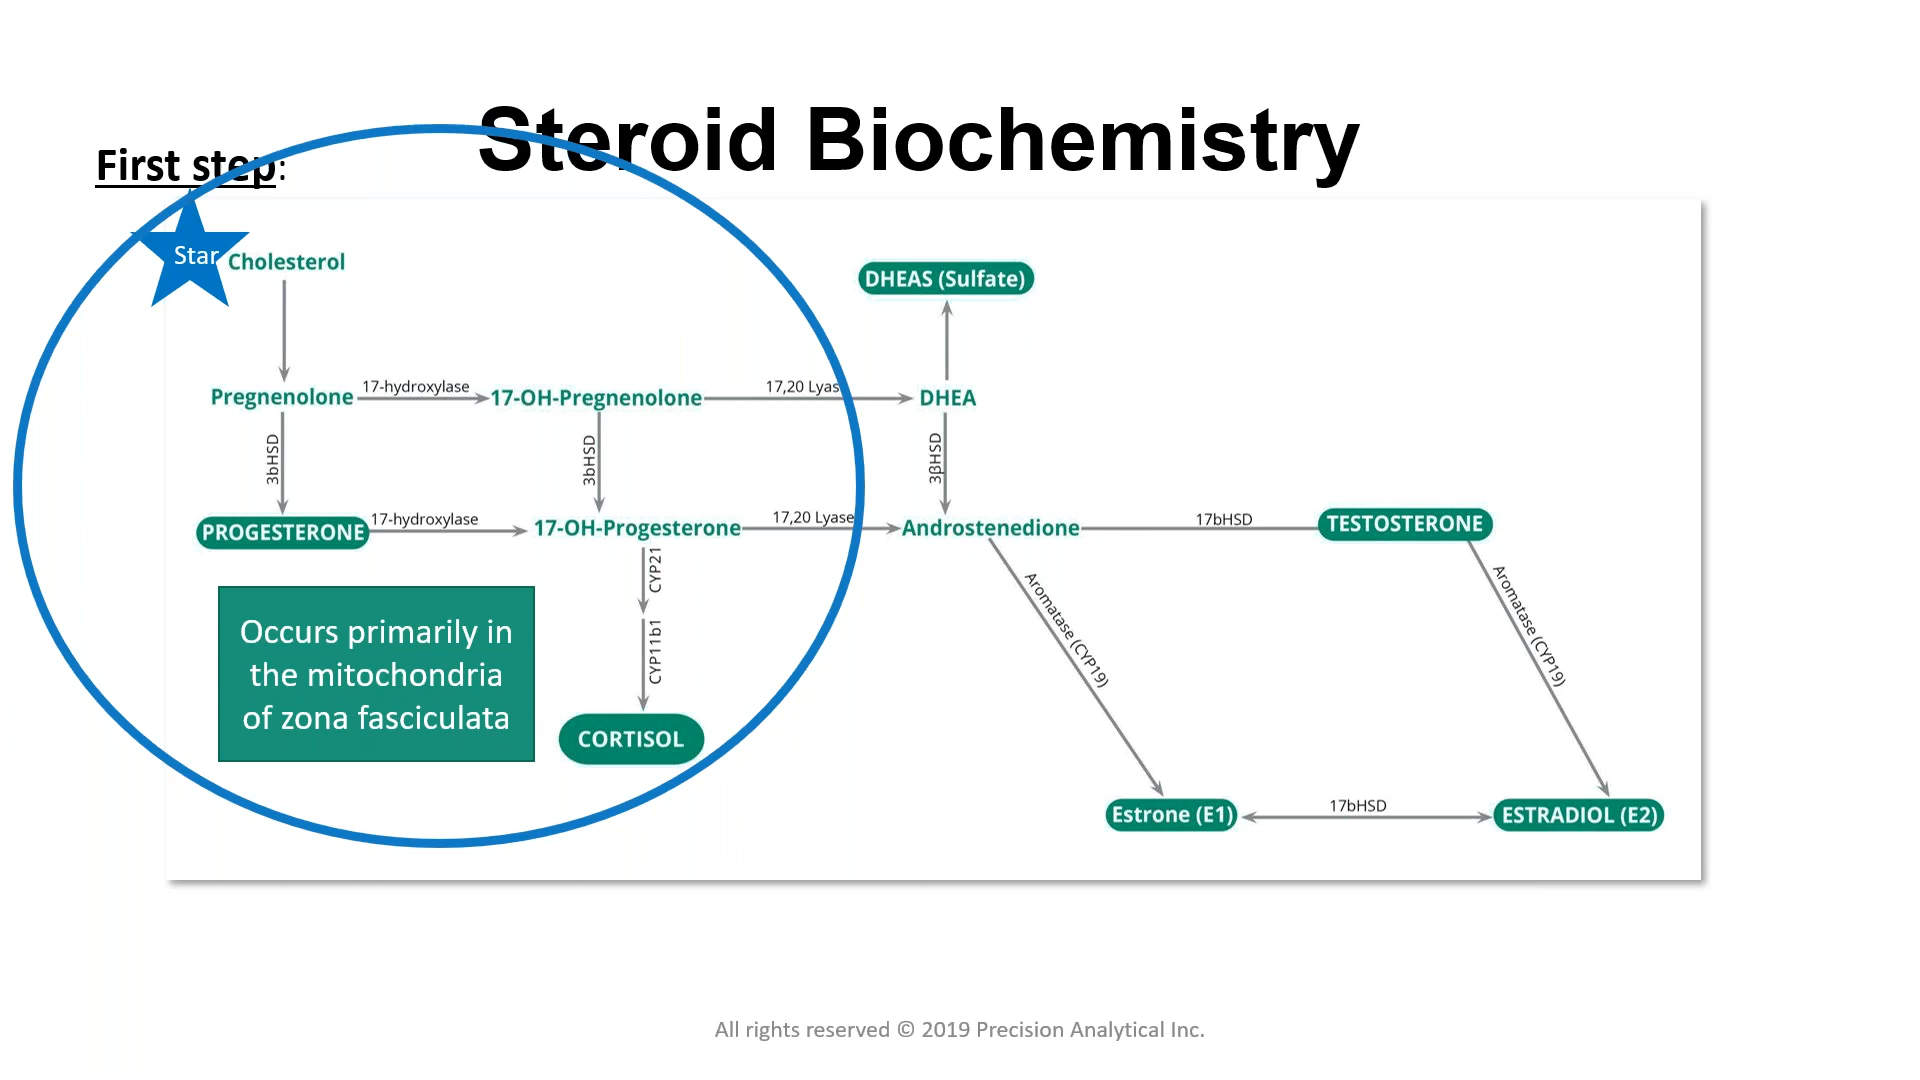 Steroid Biochemistry
First step:
Star
Cholesterol
DHEAS (Sulfate)
Pregnenolone
17-hydroxylase
17-OH-Pregnenolone
17,20 Lyas
DHEA
3bHSD
3bHSD
3βHSD
PROGESTERONE
17-hydroxylase
17-OH-Progesterone
17,20 Lyase
Androstenedione
17bHSD
TESTOSTERONE
CYP21
CYP11b1
Aromatase (CYP19)
Aromatase (CYP19)
Occurs primarily in
the mitochondria
of zona fasciculata
CORTISOL
Estrone (E1)
17bHSD
ESTRADIOL (E2)
All rights reserved © 2019 Precision Analytical Inc.